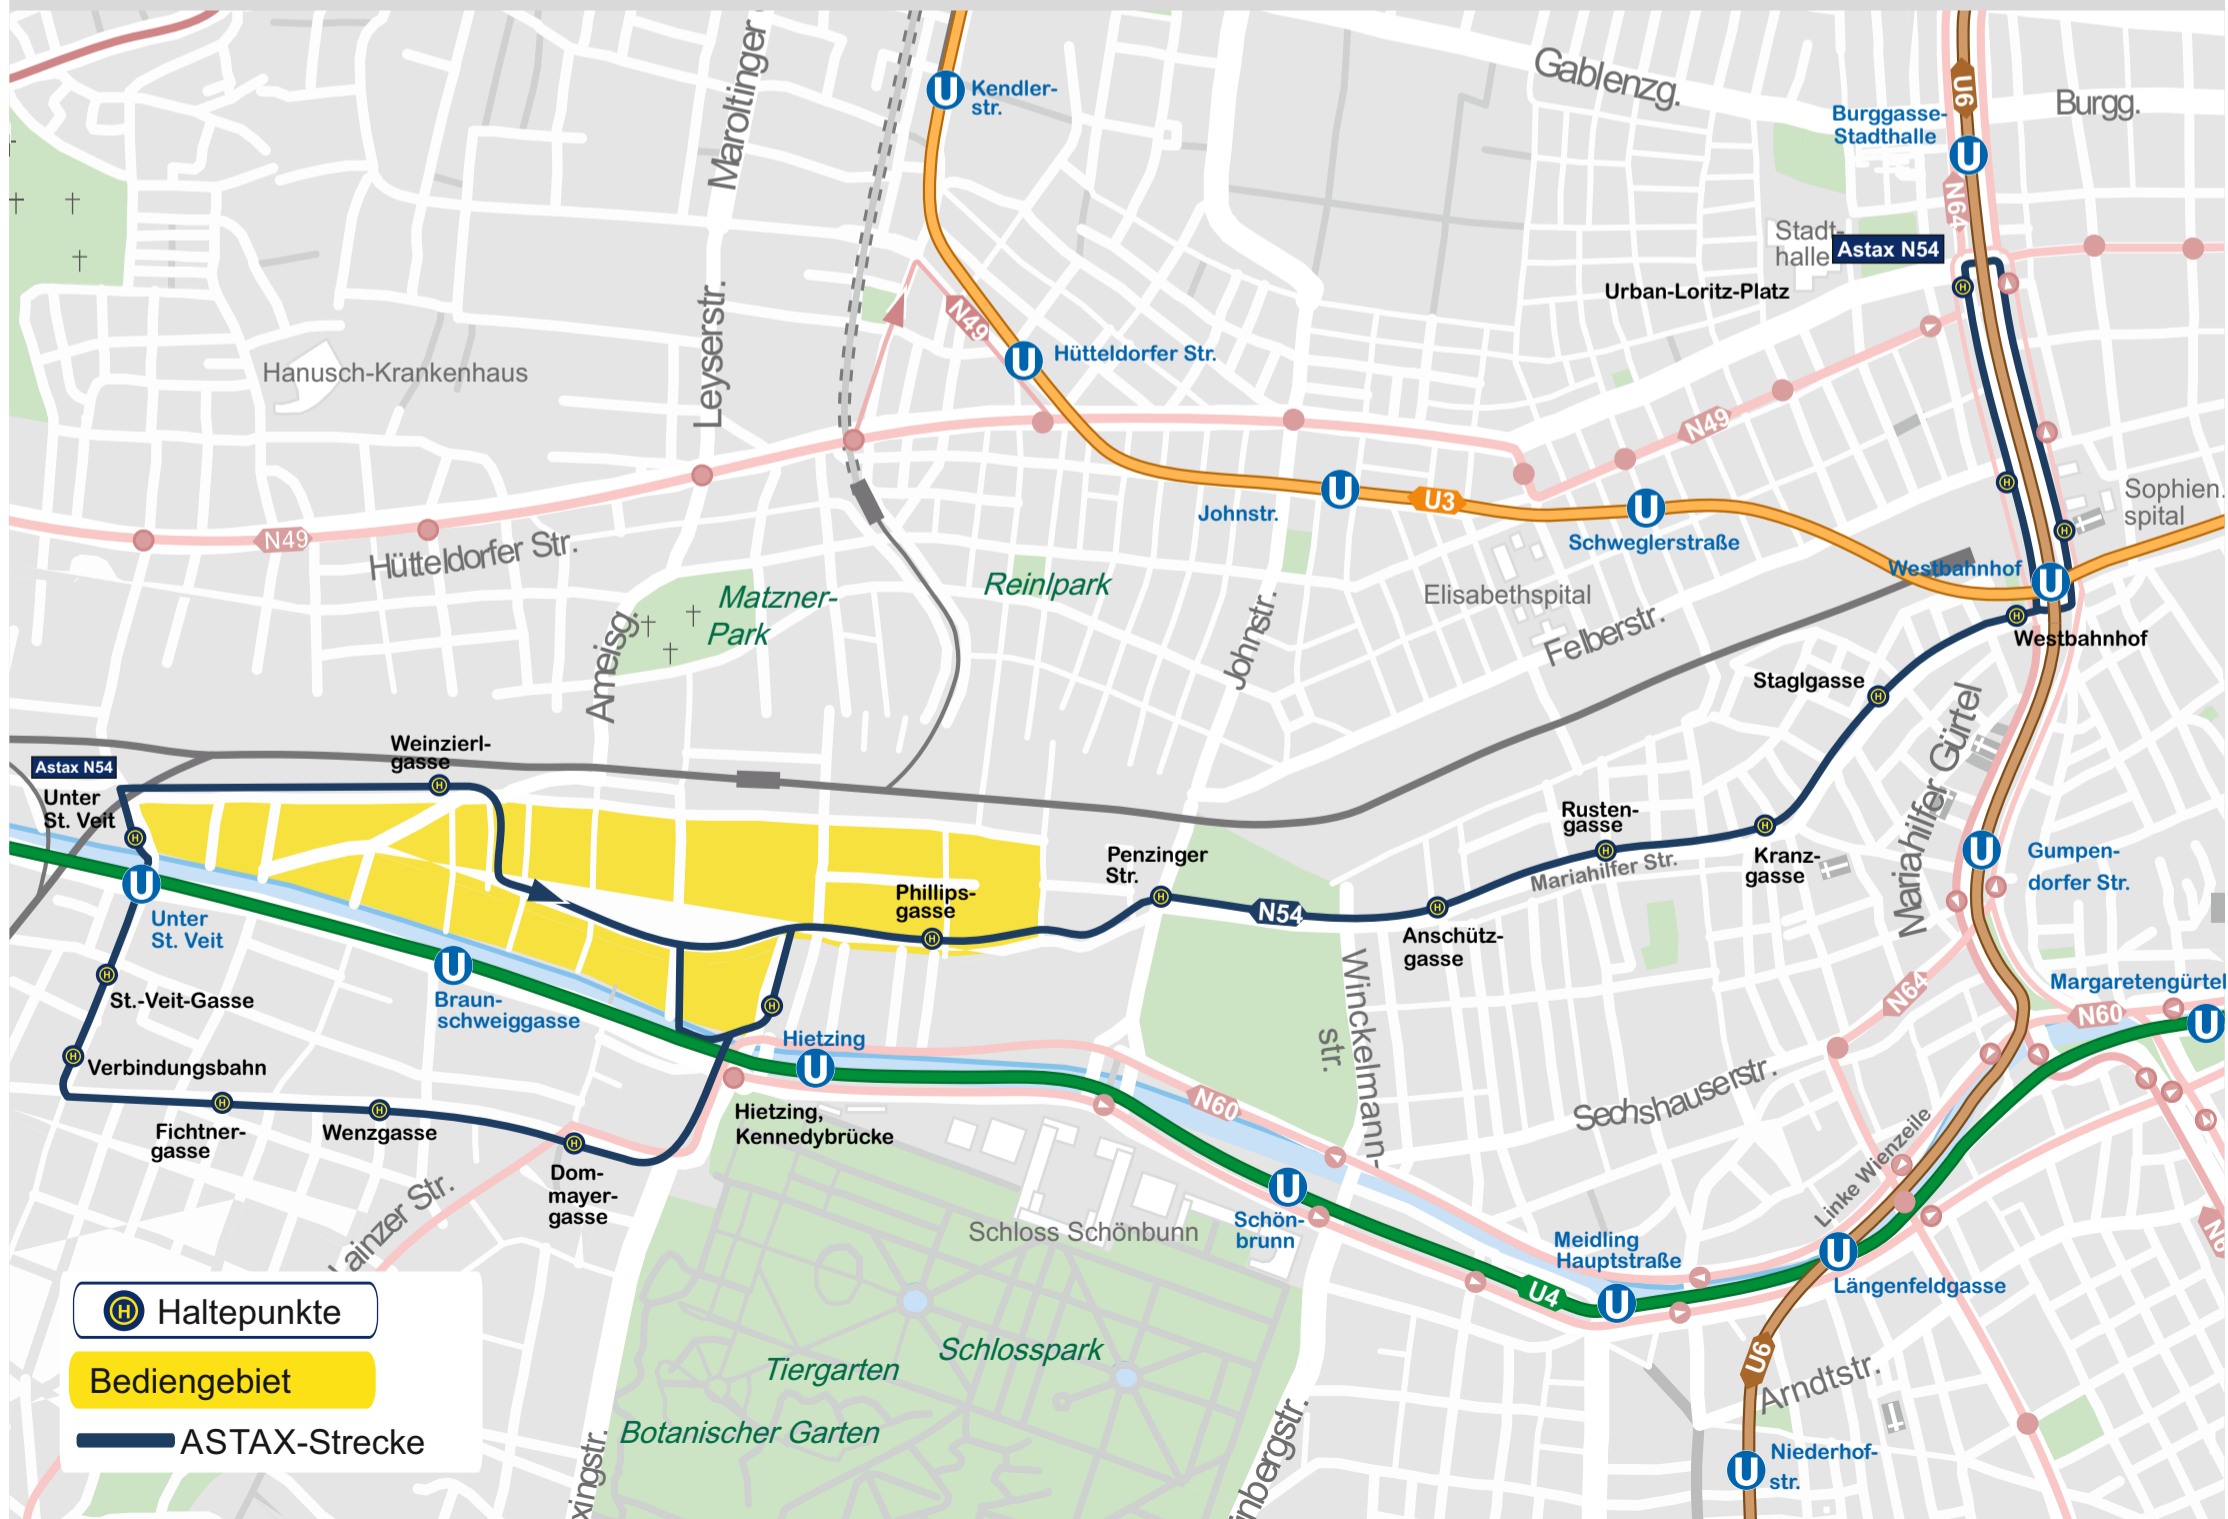 Kendler-
str.
Maroltinger
Gablenzg.
U6
Burgg.
Burggasse-
Stadthalle
N64
Stadt-
halle
Astax N54
Urban-Loritz-Platz
Leyserstr.
N49
Hütteldorfer Str.
Hanusch-Krankenhaus
N49
Johnstr.
U3
Schweglerstraße
Sophien.
spital
N49
Hütteldorfer Str.
Westbahnhof
Matzner-
Park
Reinlpark
Elisabethspital
Johnstr.
Felberstr.
Ameisg.
Westbahnhof
Staglgasse
Mariahilfer Gürtel
Weinzierl-
gasse
Astax N54
Unter
St. Veit
Rusten-
gasse
Mariahilfer Str.
Kranz-
gasse
Gumpen-
dorfer Str.
Penzinger
Str.
Phillips-
gasse
N54
Anschütz-
gasse
Unter
St. Veit
Braun-
schweiggasse
St.-Veit-Gasse
Winckelmann-
str.
N64
Margaretengürtel
N60
Hietzing
Verbindungsbahn
N60
Sechshauserstr.
Hietzing,
Kennedybrücke
Fichtner-
gasse
Wenzgasse
Dom-
mayer-
gasse
Linke Wienzeile
Lainzer Str.
Schloss Schönbunn
Schön-
brunn
Meidling
Hauptstraße
U4
Längenfeldgasse
N6
H Haltepunkte
Bediengebiet
ASTAX-Strecke
Tiergarten
Schlosspark
Botanischer Garten
U6
Arndtstr.
Niederhof-
str.
xingstr.
inbergstr.